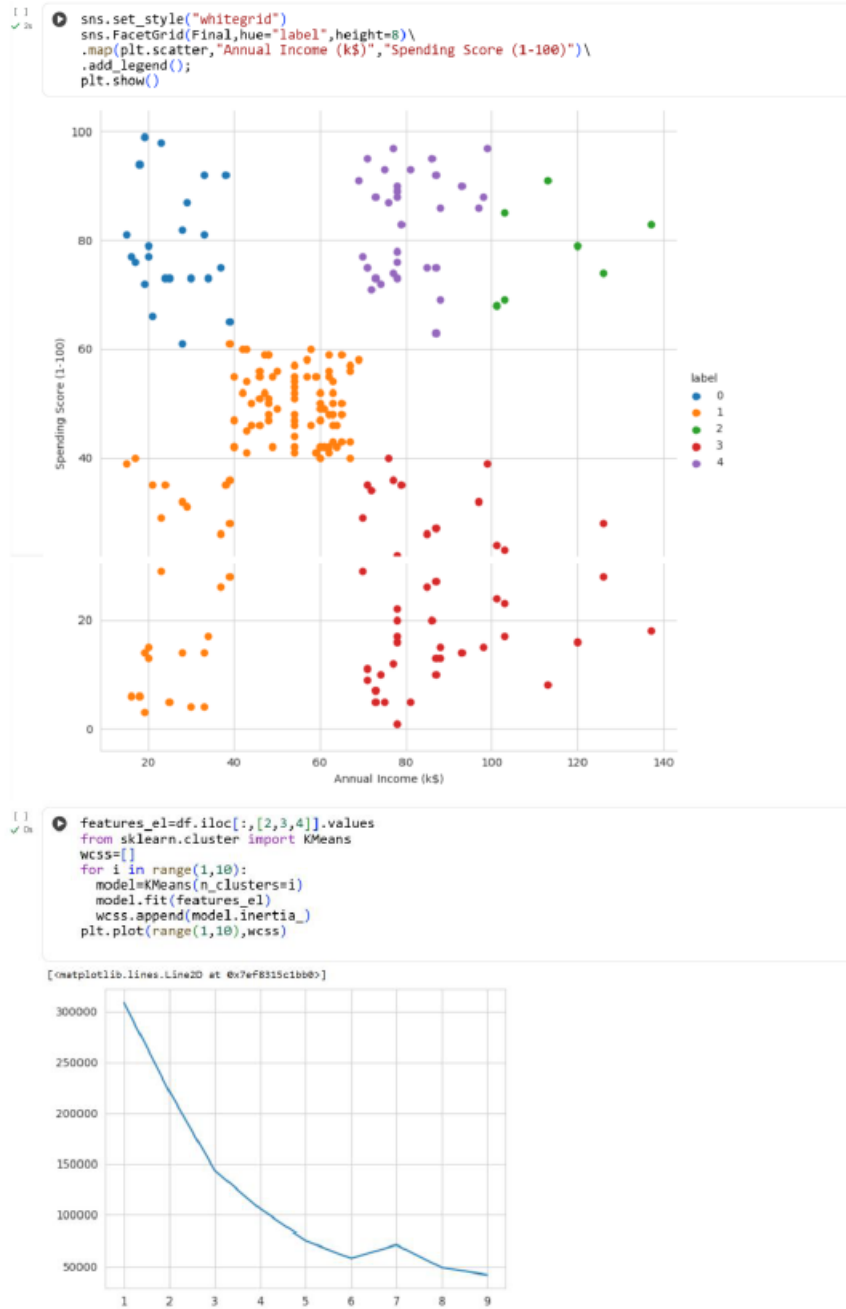 [ ]
2s
sns.set_style("whitegrid")
sns.FacetGrid(Final,hue="label",height=8)\
.map(plt.scatter,"Annual Income (k$)","Spending Score (1-100)")\
.add_legend();
plt.show()
100
80
60
40
20
0
Spending Score (1-100)
20 40 60 80 100 120 140
Annual Income (k$)
label
0
1
2
3
4
[ ]
0s
features_el=df.iloc[:,[2,3,4]].values
from sklearn.cluster import KMeans
wcss=[]
for i in range(1,10):
model=KMeans(n_clusters=i)
model.fit(features_el)
wcss.append(model.inertia_)
plt.plot(range(1,10),wcss)
[<matplotlib.lines.Line2D at 0x7ef8315c1bb0>]
300000
250000
200000
150000
100000
50000
1 2 3 4 5 6 7 8 9